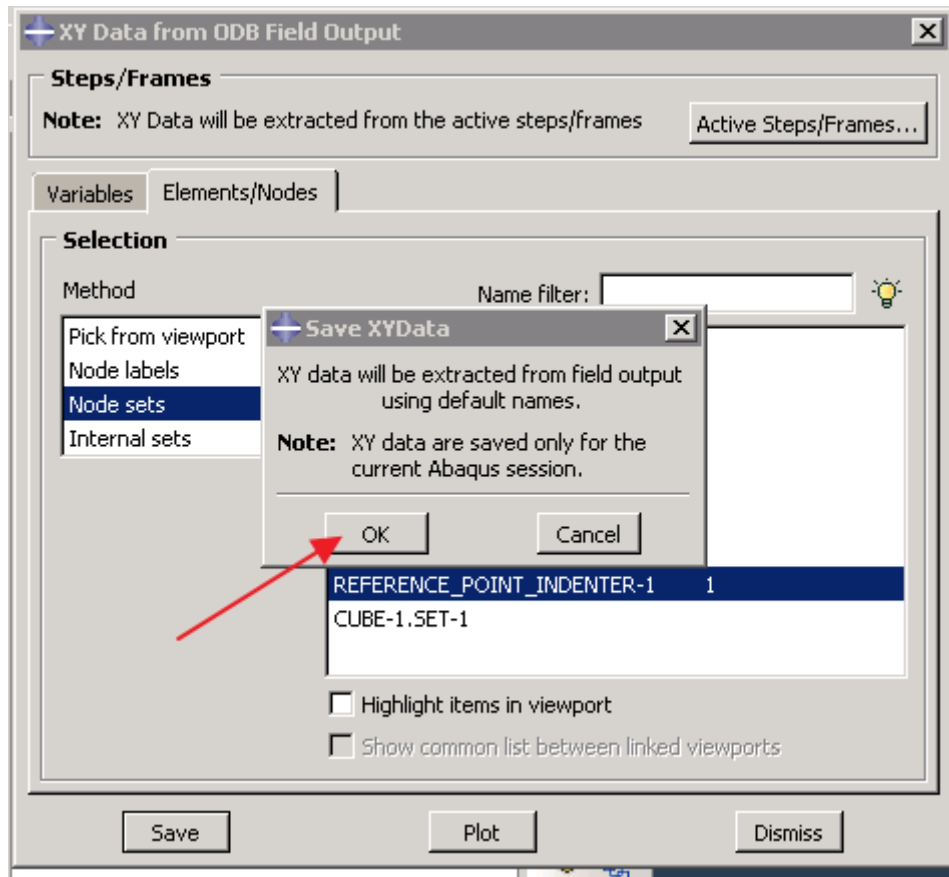 XY Data from ODB Field Output
Steps/Frames
Note: XY Data will be extracted from the active steps/frames
Active Steps/Frames...
Variables
Elements/Nodes
Selection
Method
Name filter:
Pick from viewport
Node labels
Node sets
Internal sets
Save XYData
XY data will be extracted from field output
using default names.
Note: XY data are saved only for the
current Abaqus session.
OK
Cancel
REFERENCE_POINT_INDENTER-1 1
CUBE-1.SET-1
Highlight items in viewport
Show common list between linked viewports
Save
Plot
Dismiss